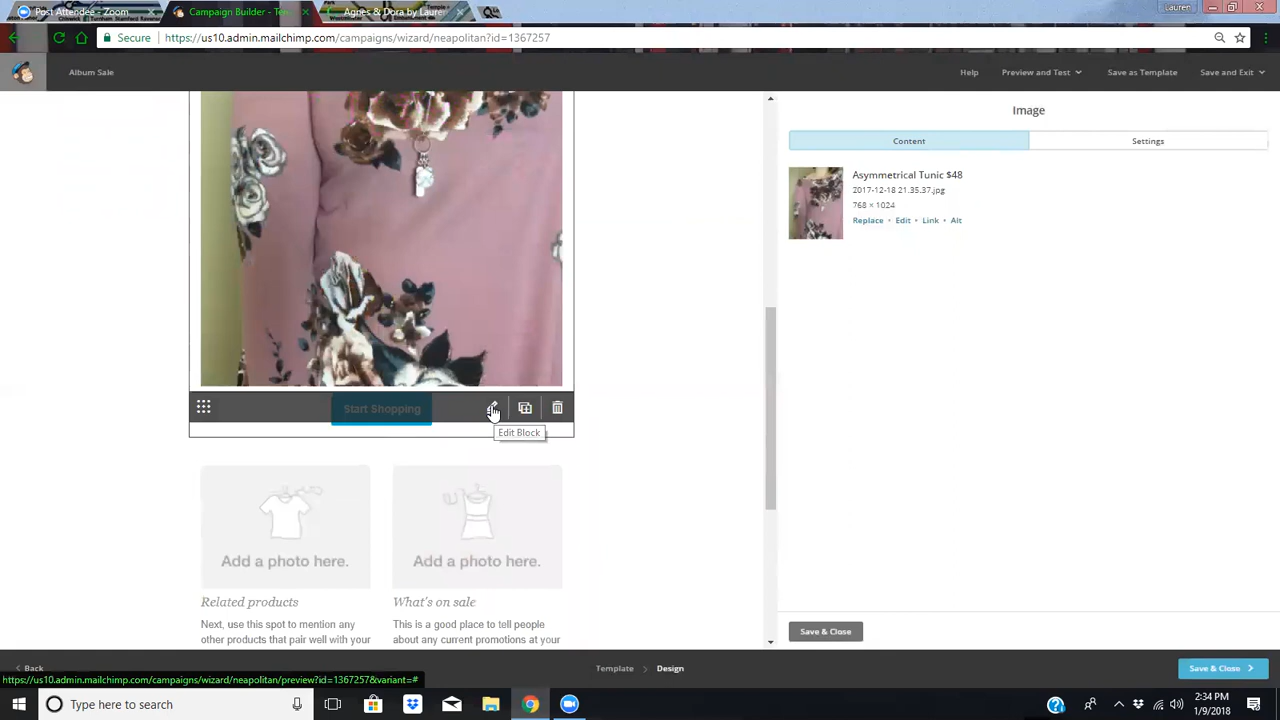 Post Attendee - Zoom
Campaign Builder - Te
Agnes & Dora by Lauren
Lauren
Secure
https://us10.admin.mailchimp.com/campaigns/wizard/neapolitan?id=1367257
Album Sale
Help
Preview and Test
Save as Template
Save and Exit
Image
Content
Settings
Asymmetrical Tunic $48
2017-12-18 21.35.37.jpg
768 × 1024
Replace • Edit • Link • Alt
Start Shopping
Edit Block
Add a photo here.
Add a photo here.
Related products
What's on sale
Next, use this spot to mention any
other products that pair well with your
This is a good place to tell people
about any current promotions at your
Save & Close
Back
Template
Design
Save & Close
https://us10.admin.mailchimp.com/campaigns/wizard/neapolitan/preview?id=1367257&variant=#
Type here to search
2:34 PM
1/9/2018